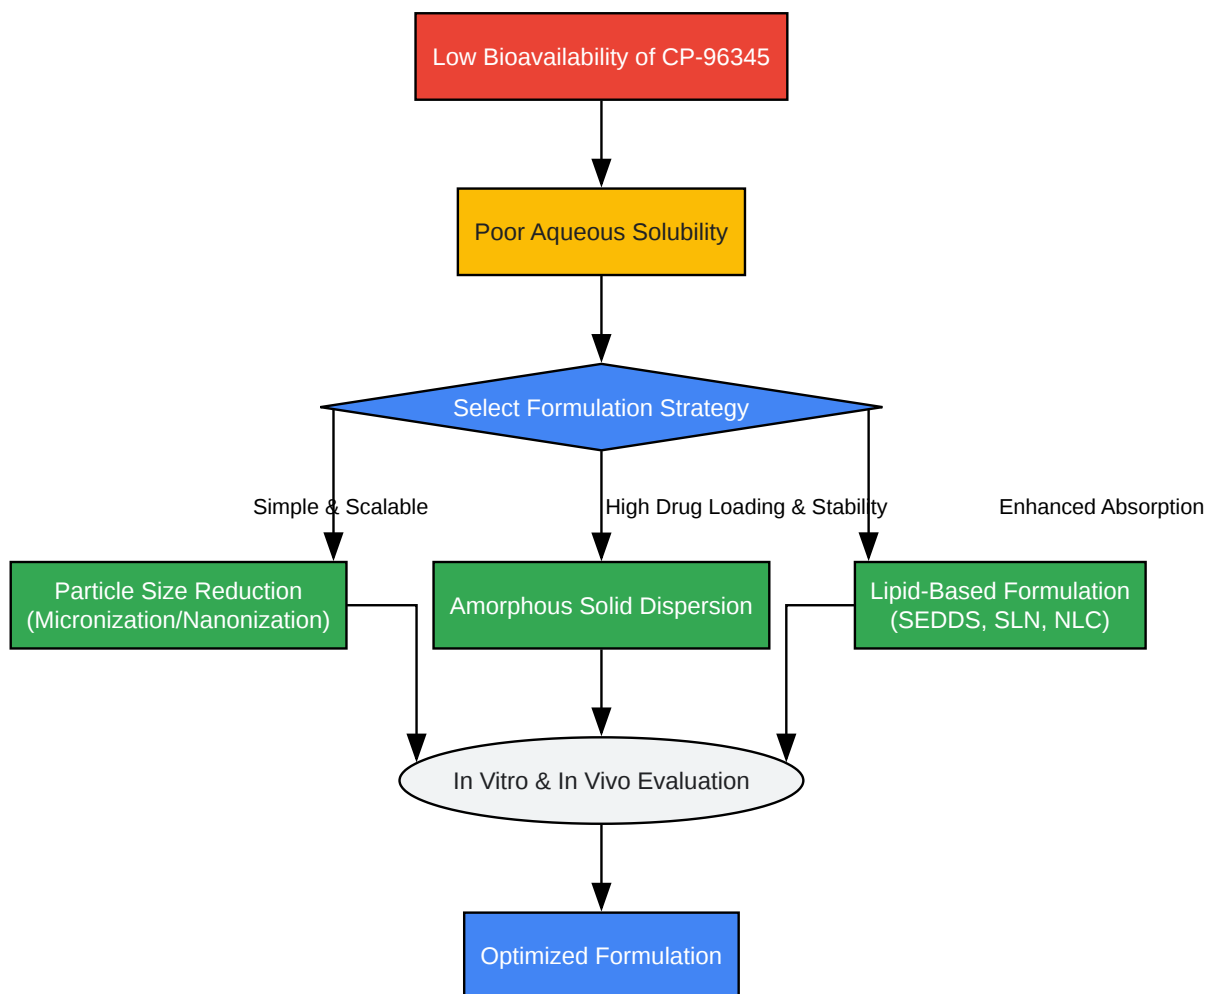 Low Bioavailability of CP-96345
Poor Aqueous Solubility
Select Formulation Strategy
Simple & Scalable
High Drug Loading & Stability
Enhanced Absorption
Particle Size Reduction
(Micronization/Nanonization)
Amorphous Solid Dispersion
Lipid-Based Formulation
(SEDDS, SLN, NLC)
In Vitro & In Vivo Evaluation
Optimized Formulation